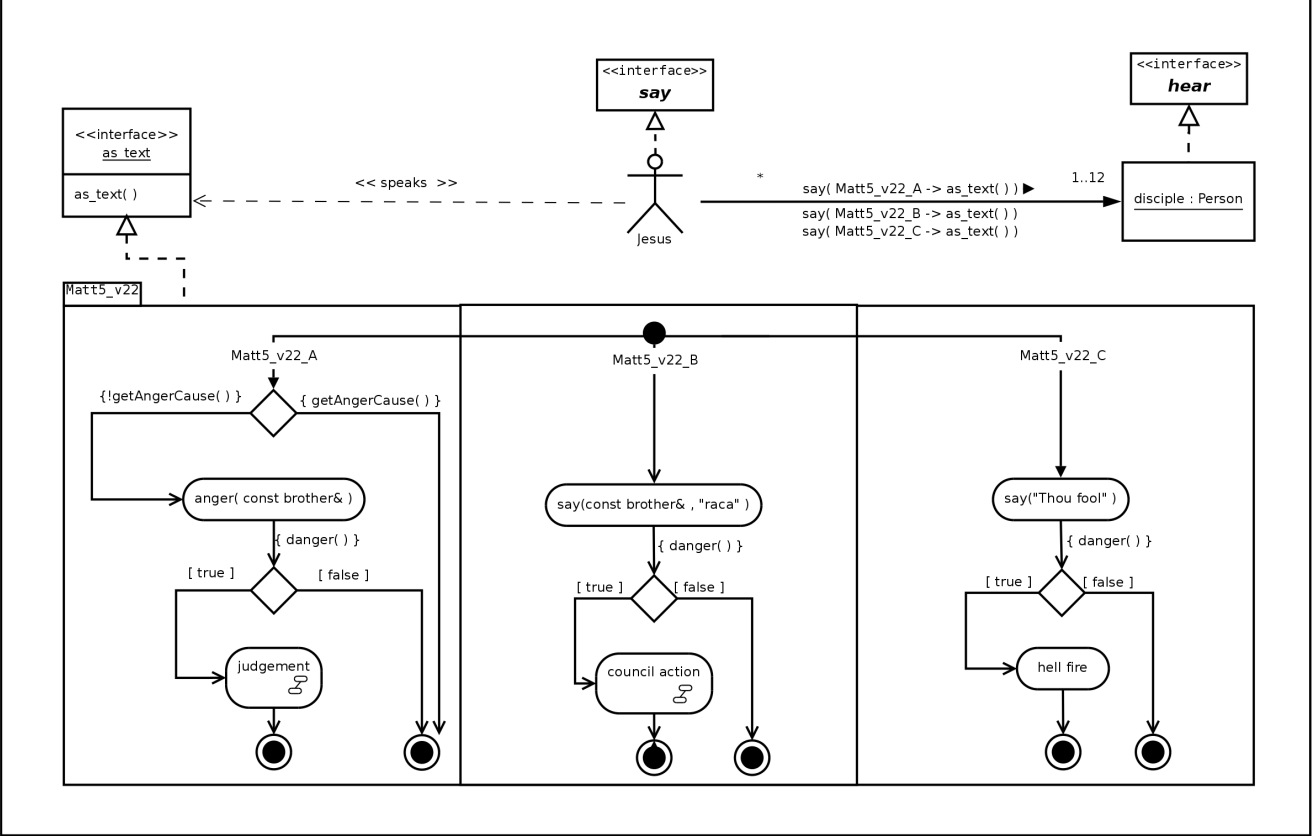 <<interface>>
say
<<interface>>
hear
<<interface>>
as text
as_text( )
<< speaks >>
Jesus
*
say( Matt5_v22_A -> as_text( ) )
say( Matt5_v22_B -> as_text( ) )
say( Matt5_v22_C -> as_text( ) )
1..12
disciple : Person
Matt5_v22
Matt5_v22_A
{!getAngerCause( ) }
{ getAngerCause( ) }
anger( const brother& )
{ danger( ) }
[ true ]
[ false ]
judgement
Matt5_v22_B
say(const brother& , "raca" )
{ danger( ) }
[ true ]
[ false ]
council action
Matt5_v22_C
say("Thou fool" )
{ danger( ) }
[ true ]
[ false ]
hell fire